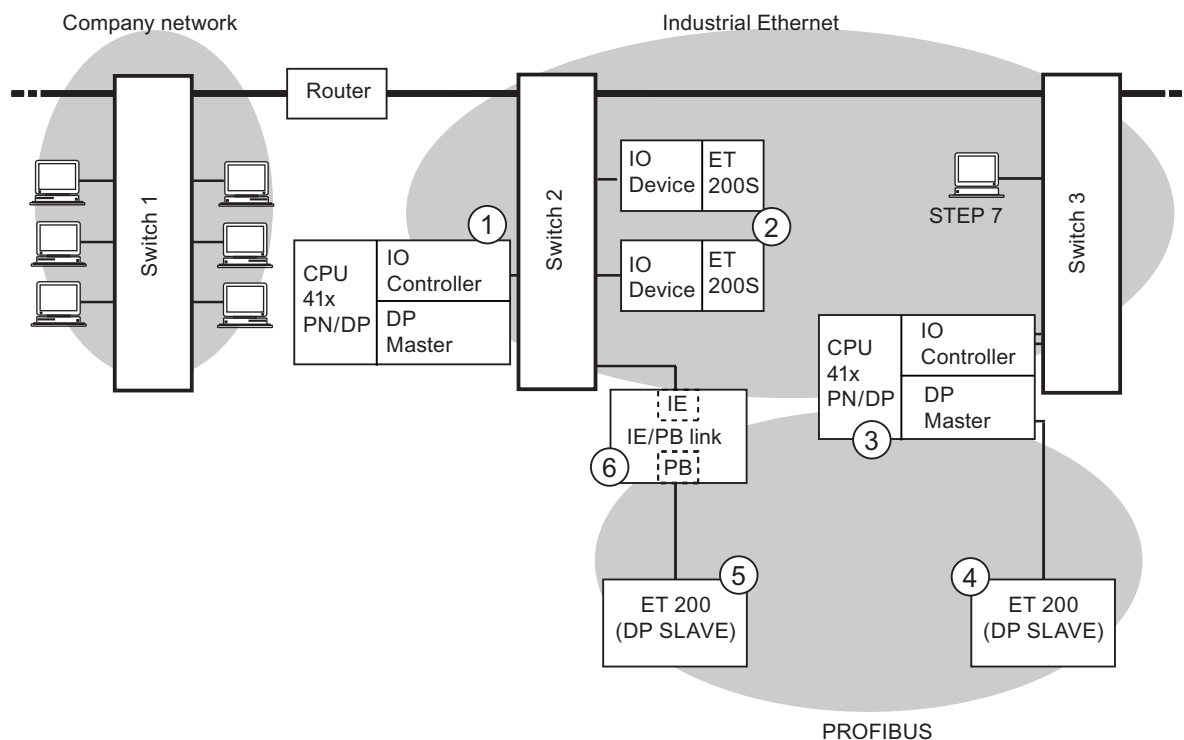 Company network
Industrial Ethernet
Router
Switch 1
Switch 2
Switch 3
IO
Device
ET
200S
STEP 7
1
2
CPU
41x
PN/DP
IO
Controller
DP
Master
IO
Device
ET
200S
CPU
41x
PN/DP
IO
Controller
DP
Master
3
IE
IE/PB link
PB
6
5
ET 200
(DP SLAVE)
4
ET 200
(DP SLAVE)
PROFIBUS